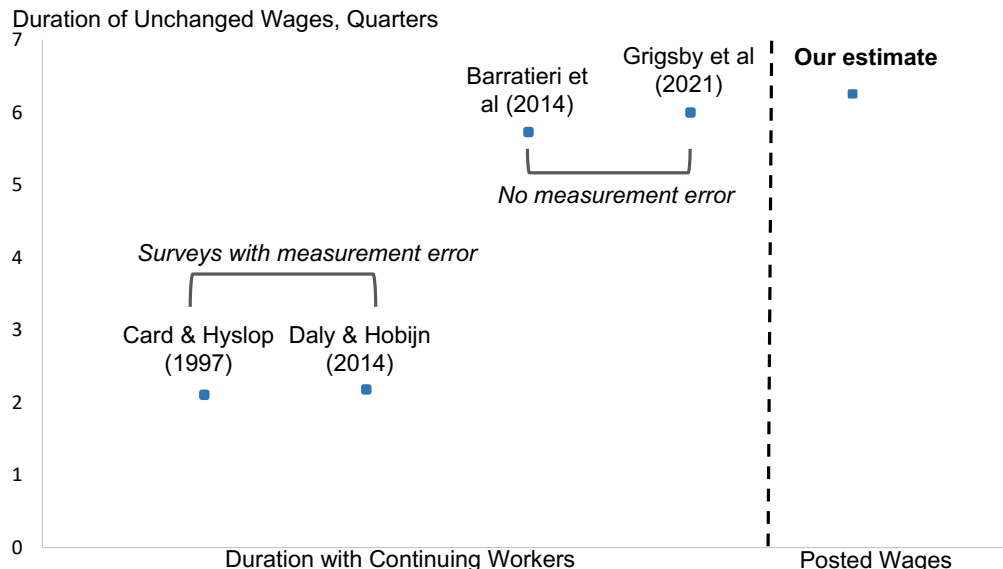 Duration of Unchanged Wages, Quarters
7
6
5
4
3
2
1
0
Barratieri et
al (2014)
Grigsby et al
(2021)
Our estimate
No measurement error
Surveys with measurement error
Card & Hyslop
(1997)
Daly & Hobijn
(2014)
Duration with Continuing Workers
Posted Wages